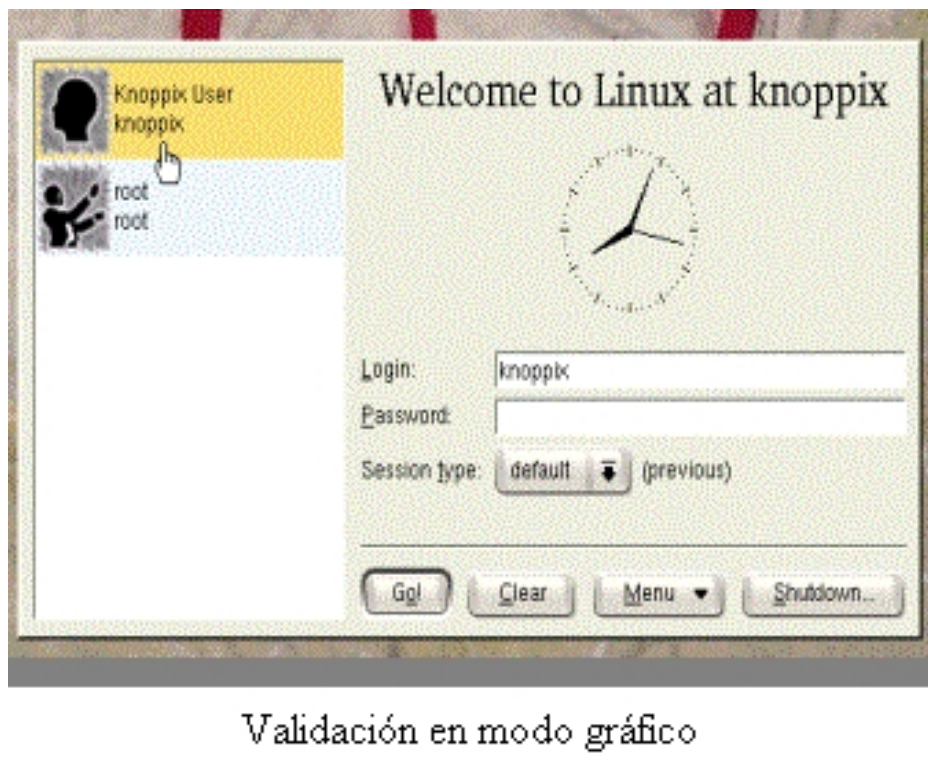 Knoppix User
knoppix
root
root
Welcome to Linux at knoppix
Login: knoppix
Password:
Session type: default (previous)
Go! Clear Menu Shutdown...
Validación en modo gráfico